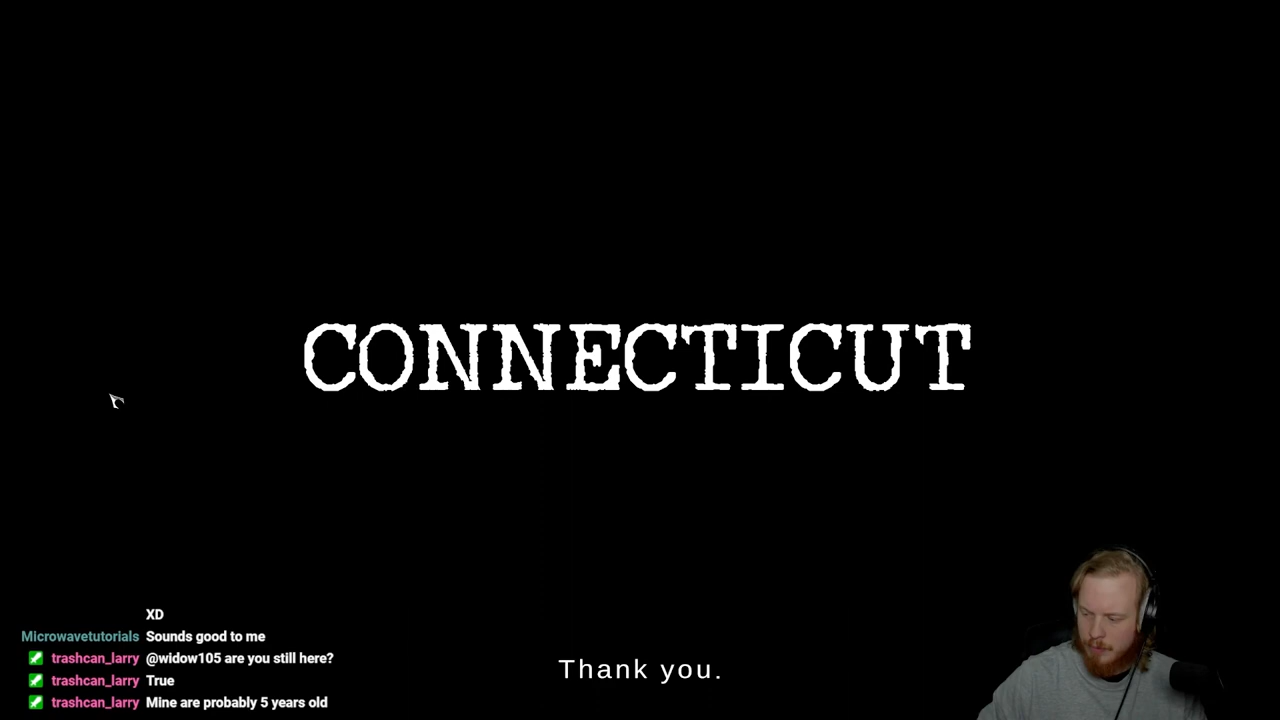 CONNECTICUT
XD
Microwavetutorials Sounds good to me
trashcan_larry @widow105 are you still here?
trashcan_larry True
trashcan_larry Mine are probably 5 years old
Thank you.